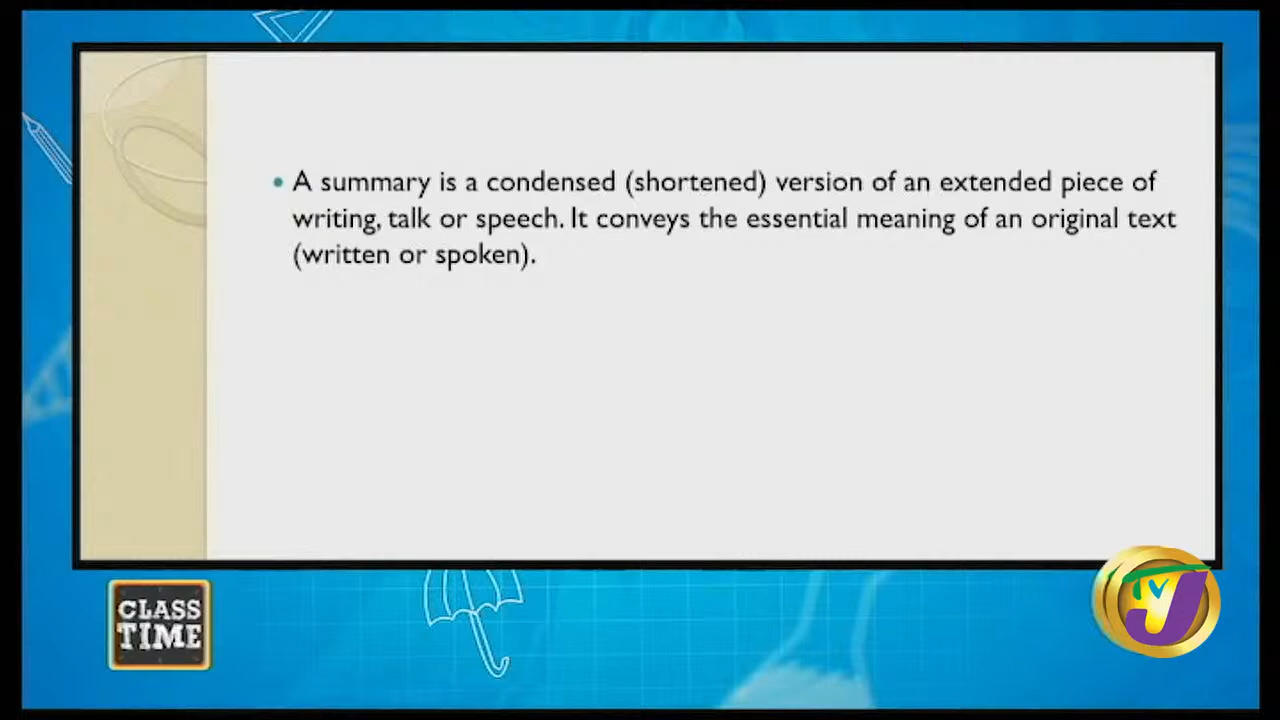 • A summary is a condensed (shortened) version of an extended piece of
writing, talk or speech. It conveys the essential meaning of an original text
(written or spoken).
CLASS
TIME
TVJ